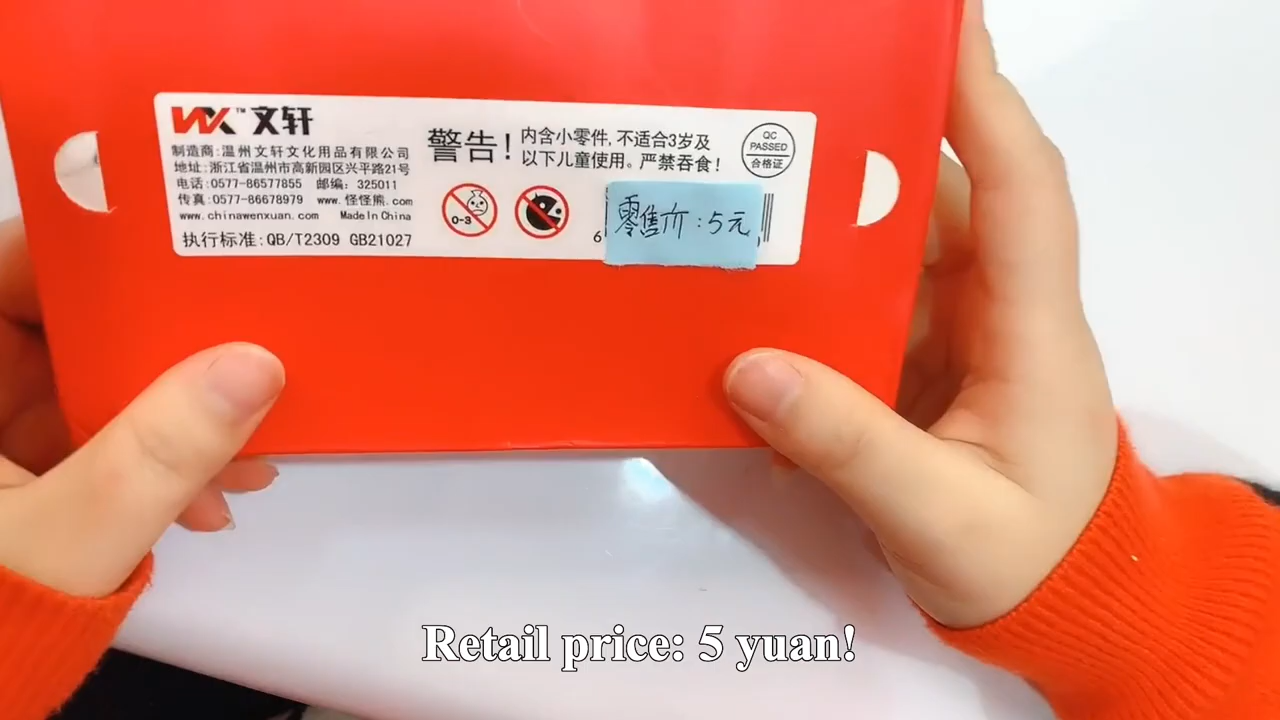 WX™ 文轩
制造商:温州文轩文化用品有限公司
地址:浙江省温州市高新园区兴平路21号
电话:0577-86577855 邮编:325011
传真:0577-86678979 www.怪怪熊.com
www.chinawenxuan.com Made In China
执行标准:QB/T2309 GB21027
警告!
内含小零件,不适合3岁及
以下儿童使用。严禁吞食!
QC
PASSED
合格证
0-3
6
零售价:5元
Retail price: 5 yuan!